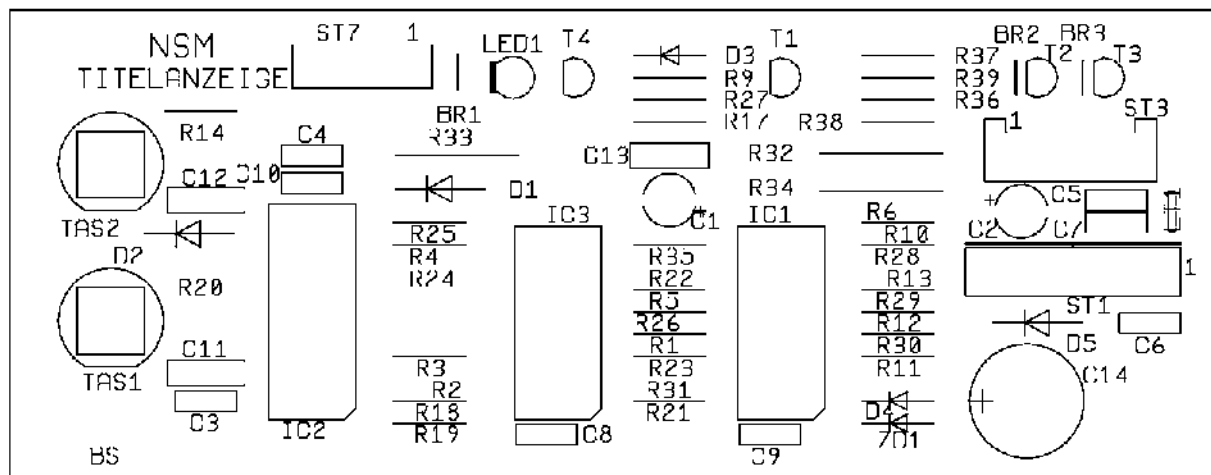 NSM
TITELANZEIGE
ST7 1
LED1
T4
D3
T1
R37
BR2
T2
BR3
T3
R9
R39
R27
R36
BR1
R17
R38
1
ST3
R14
C4
R33
C13
R32
C10
C12
D1
R34
C5
TAS2
IC3
C1
IC1
R6
C2
C7
R25
R10
D2
R4
R35
R28
R24
R22
R13
1
R20
R5
R29
ST1
R26
R12
C11
R1
R30
D5
C6
TAS1
R3
R23
R11
C14
R2
R31
C3
IC2
R18
R21
D4
R19
C8
C9
ZD1
BS